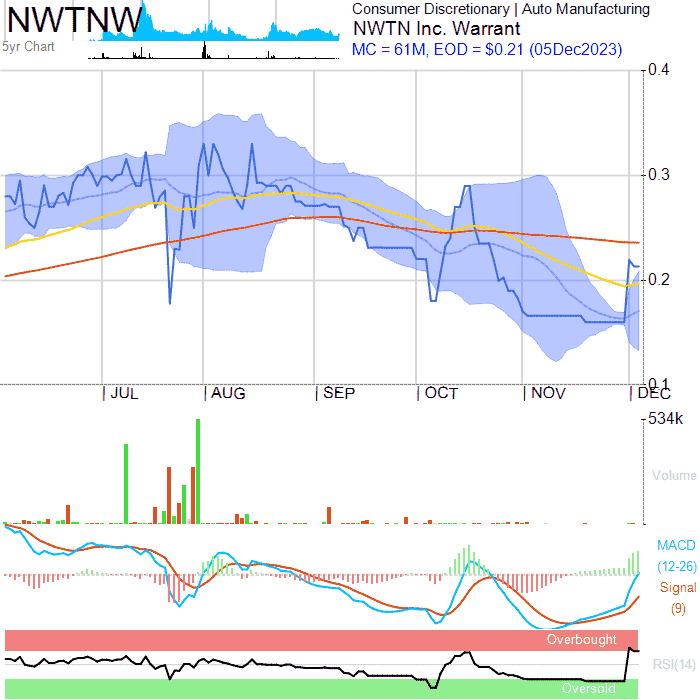 NWTNW
5yr Chart
Consumer Discretionary | Auto Manufacturing
NWTN Inc. Warrant
MC = 61M, EOD = $0.21 (05Dec2023)
0.4
0.3
0.2
0.1
JUL AUG SEP OCT NOV DEC
534k
Volume
MACD
(12-26)
Signal
(9)
Overbought
RSI(14)
Oversold